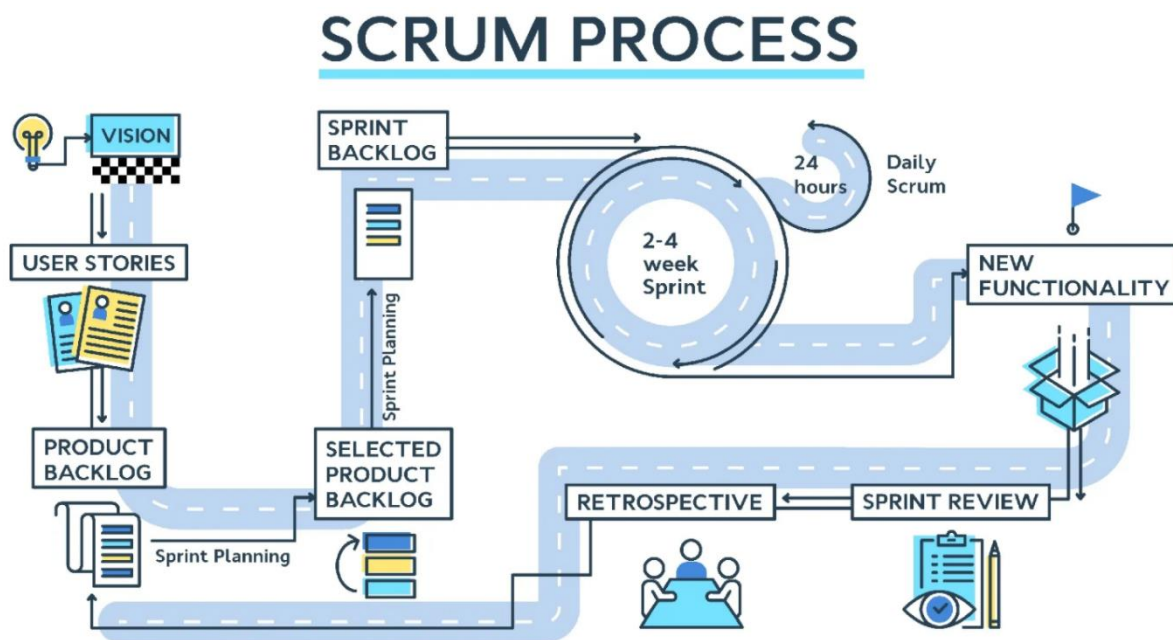 SCRUM PROCESS
VISION
USER STORIES
PRODUCT
BACKLOG
Sprint Planning
SELECTED
PRODUCT
BACKLOG
Sprint Planning
SPRINT
BACKLOG
2-4
week
Sprint
24
hours
Daily
Scrum
NEW
FUNCTIONALITY
SPRINT REVIEW
RETROSPECTIVE